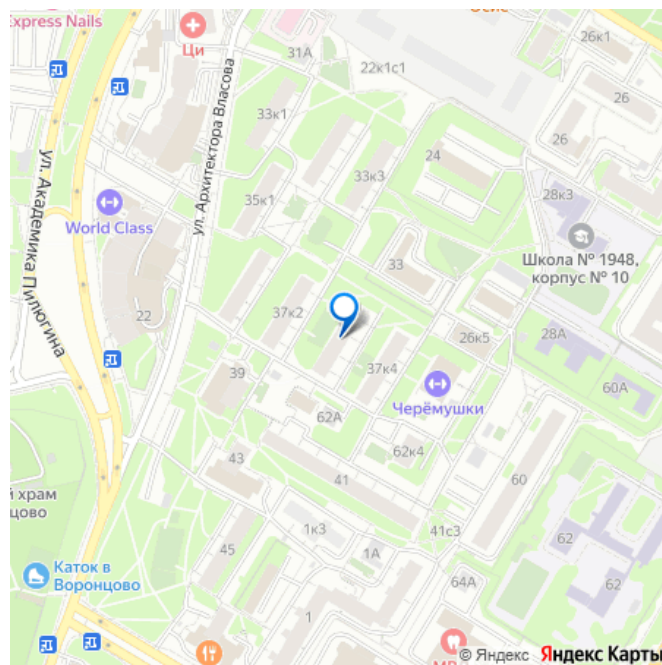 Express Nails
Ци
31А
22к1с1
26к1
26
26
33к1
ул. Архитектора Власова
33к3
24
28к3
35к1
World Class
ул. Академика Пилюгина
Школа № 1948,
корпус № 10
33
22
37к2
26к5
28А
37к4
39
60А
Черёмушки
62А
62к4
43
41
60
й храм
цово
1к3
41с3
62
45
1А
62
Каток в
Воронцово
64А
1
© Яндекс Яндекс Карты